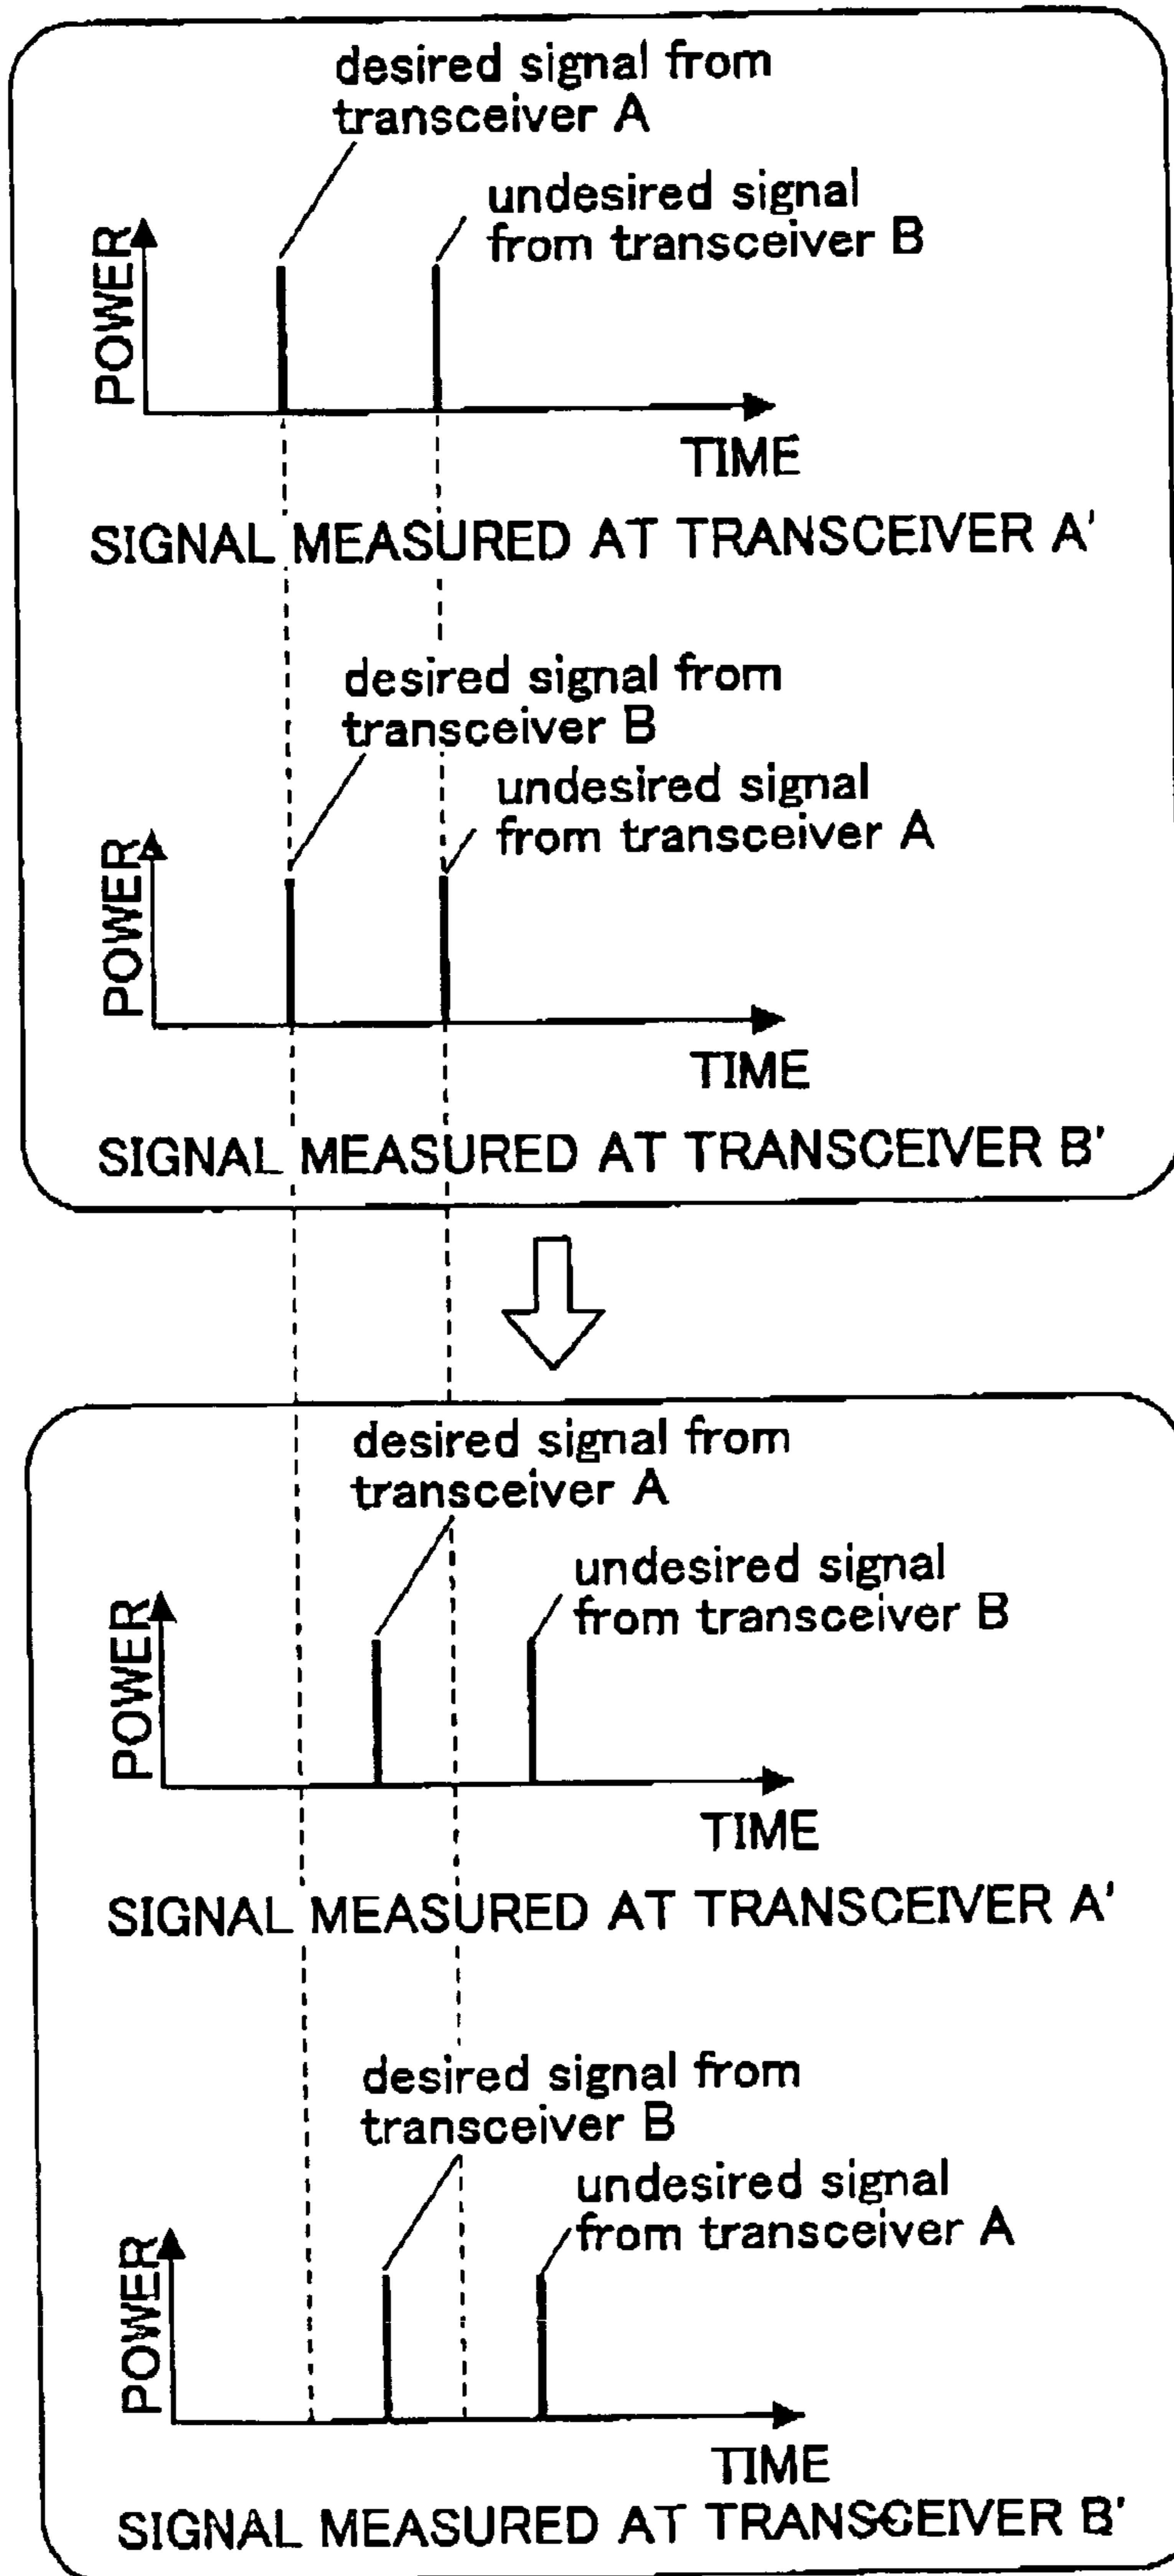 desired signal from
transceiver A
undesired signal
from transceiver B
POWER
TIME
SIGNAL MEASURED AT TRANSCEIVER A'
desired signal from
transceiver B
undesired signal
from transceiver A
POWER
TIME
SIGNAL MEASURED AT TRANSCEIVER B'
desired signal from
transceiver A
undesired signal
from transceiver B
POWER
TIME
SIGNAL MEASURED AT TRANSCEIVER A'
desired signal from
transceiver B
undesired signal
from transceiver A
POWER
TIME
SIGNAL MEASURED AT TRANSCEIVER B'